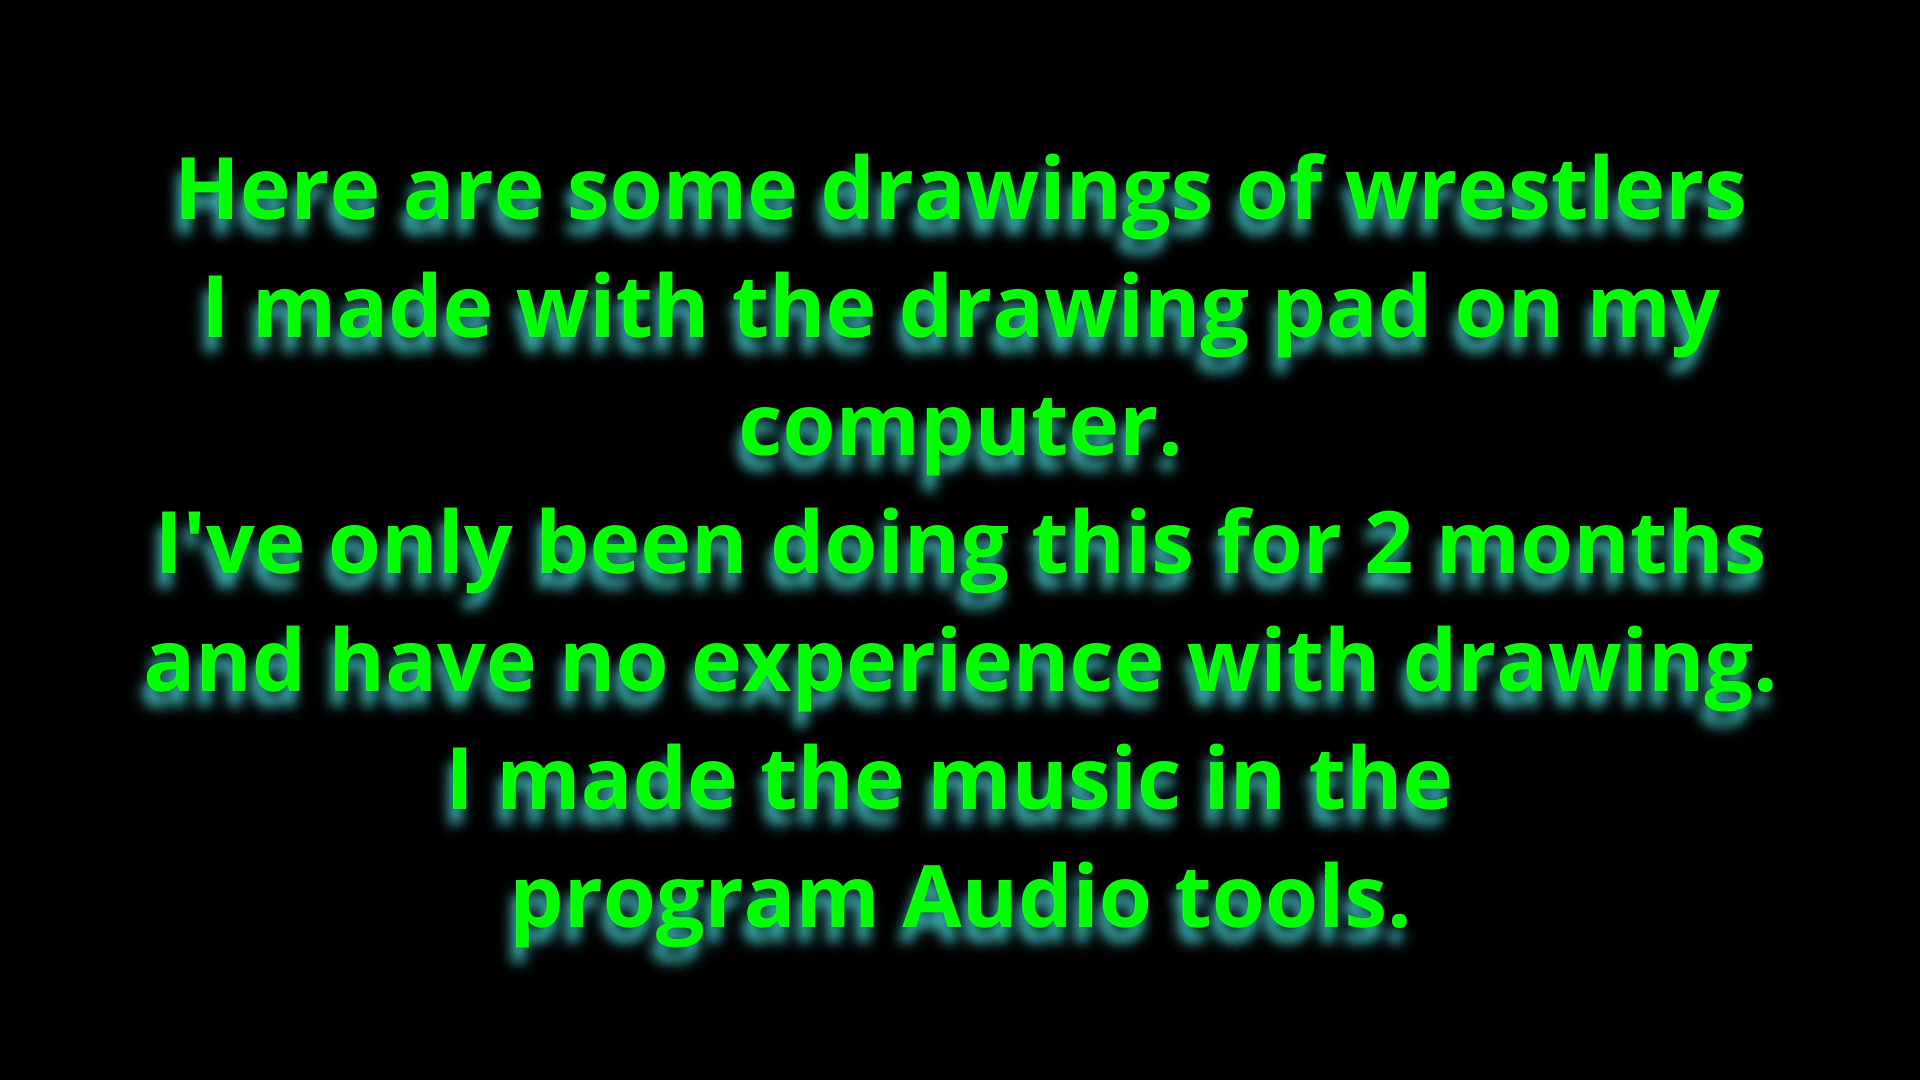 Here are some drawings of wrestlers
I made with the drawing pad on my
computer.
I've only been doing this for 2 months
and have no experience with drawing.
I made the music in the
program Audio tools.